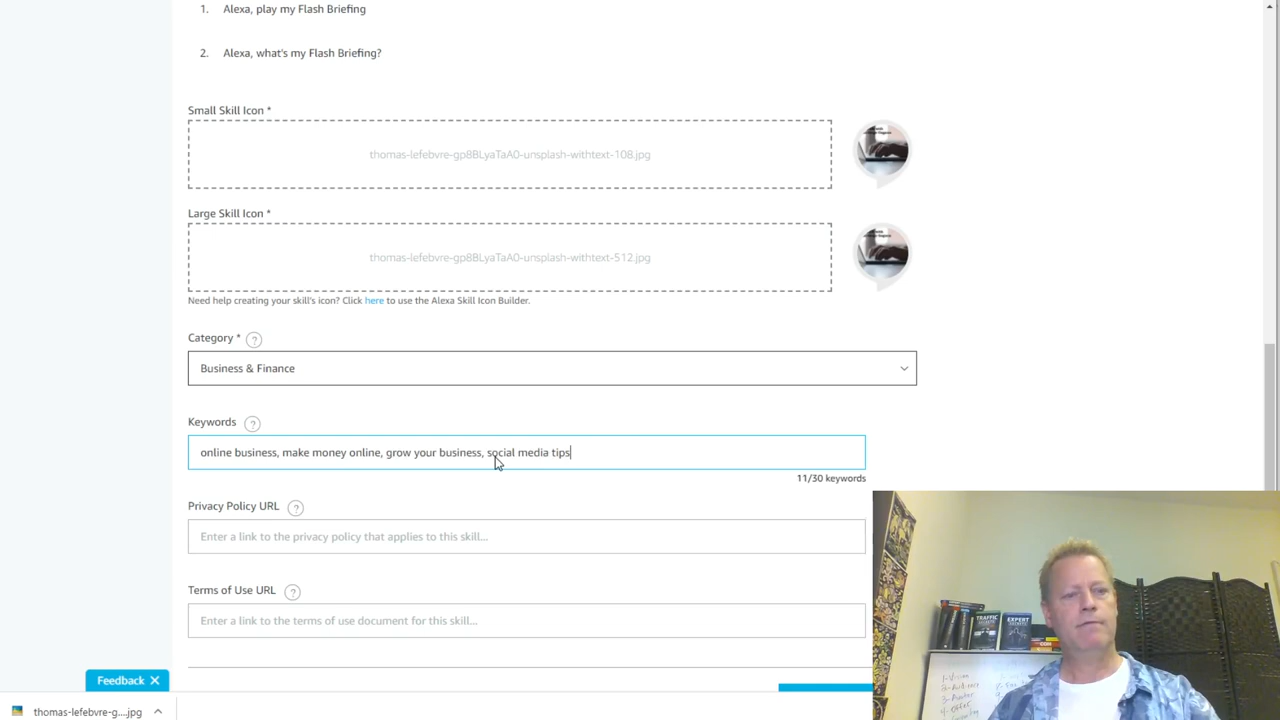 1. Alexa, play my Flash Briefing
2. Alexa, what's my Flash Briefing?
Small Skill Icon *
thomas-lefebvre-gp8BLyaTaA0-unsplash-withtext-108.jpg
Large Skill Icon *
thomas-lefebvre-gp8BLyaTaA0-unsplash-withtext-512.jpg
Need help creating your skill's icon? Click here to use the Alexa Skill Icon Builder.
Category * ?
Business & Finance
Keywords ?
online business, make money online, grow your business, social media tips
11/30 keywords
Privacy Policy URL ?
Enter a link to the privacy policy that applies to this skill...
Terms of Use URL ?
Enter a link to the terms of use document for this skill...
Feedback ✕
thomas-lefebvre-g....jpg
TRAFFIC
SECRETS
EXPERT
SECRETS